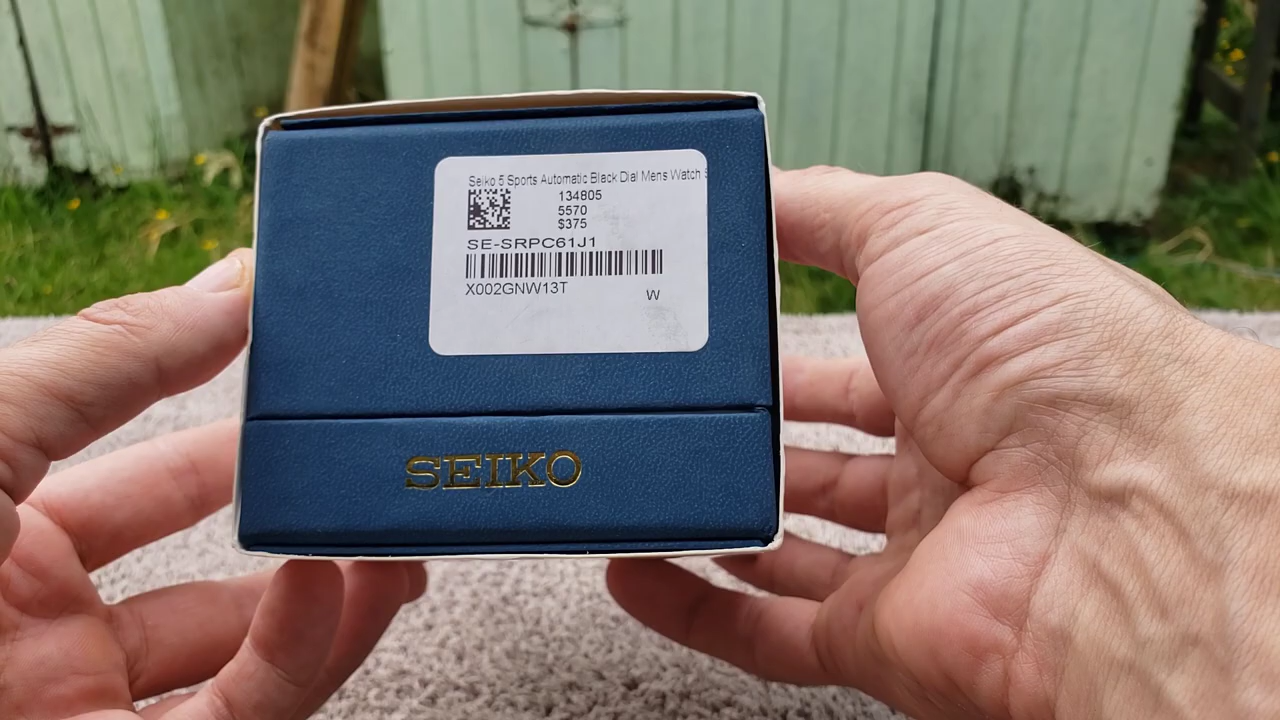 Seiko 5 Sports Automatic Black Dial Mens Watch
134805
5570
$375
SE-SRPC61J1
X002GNW13T
W
SEIKO